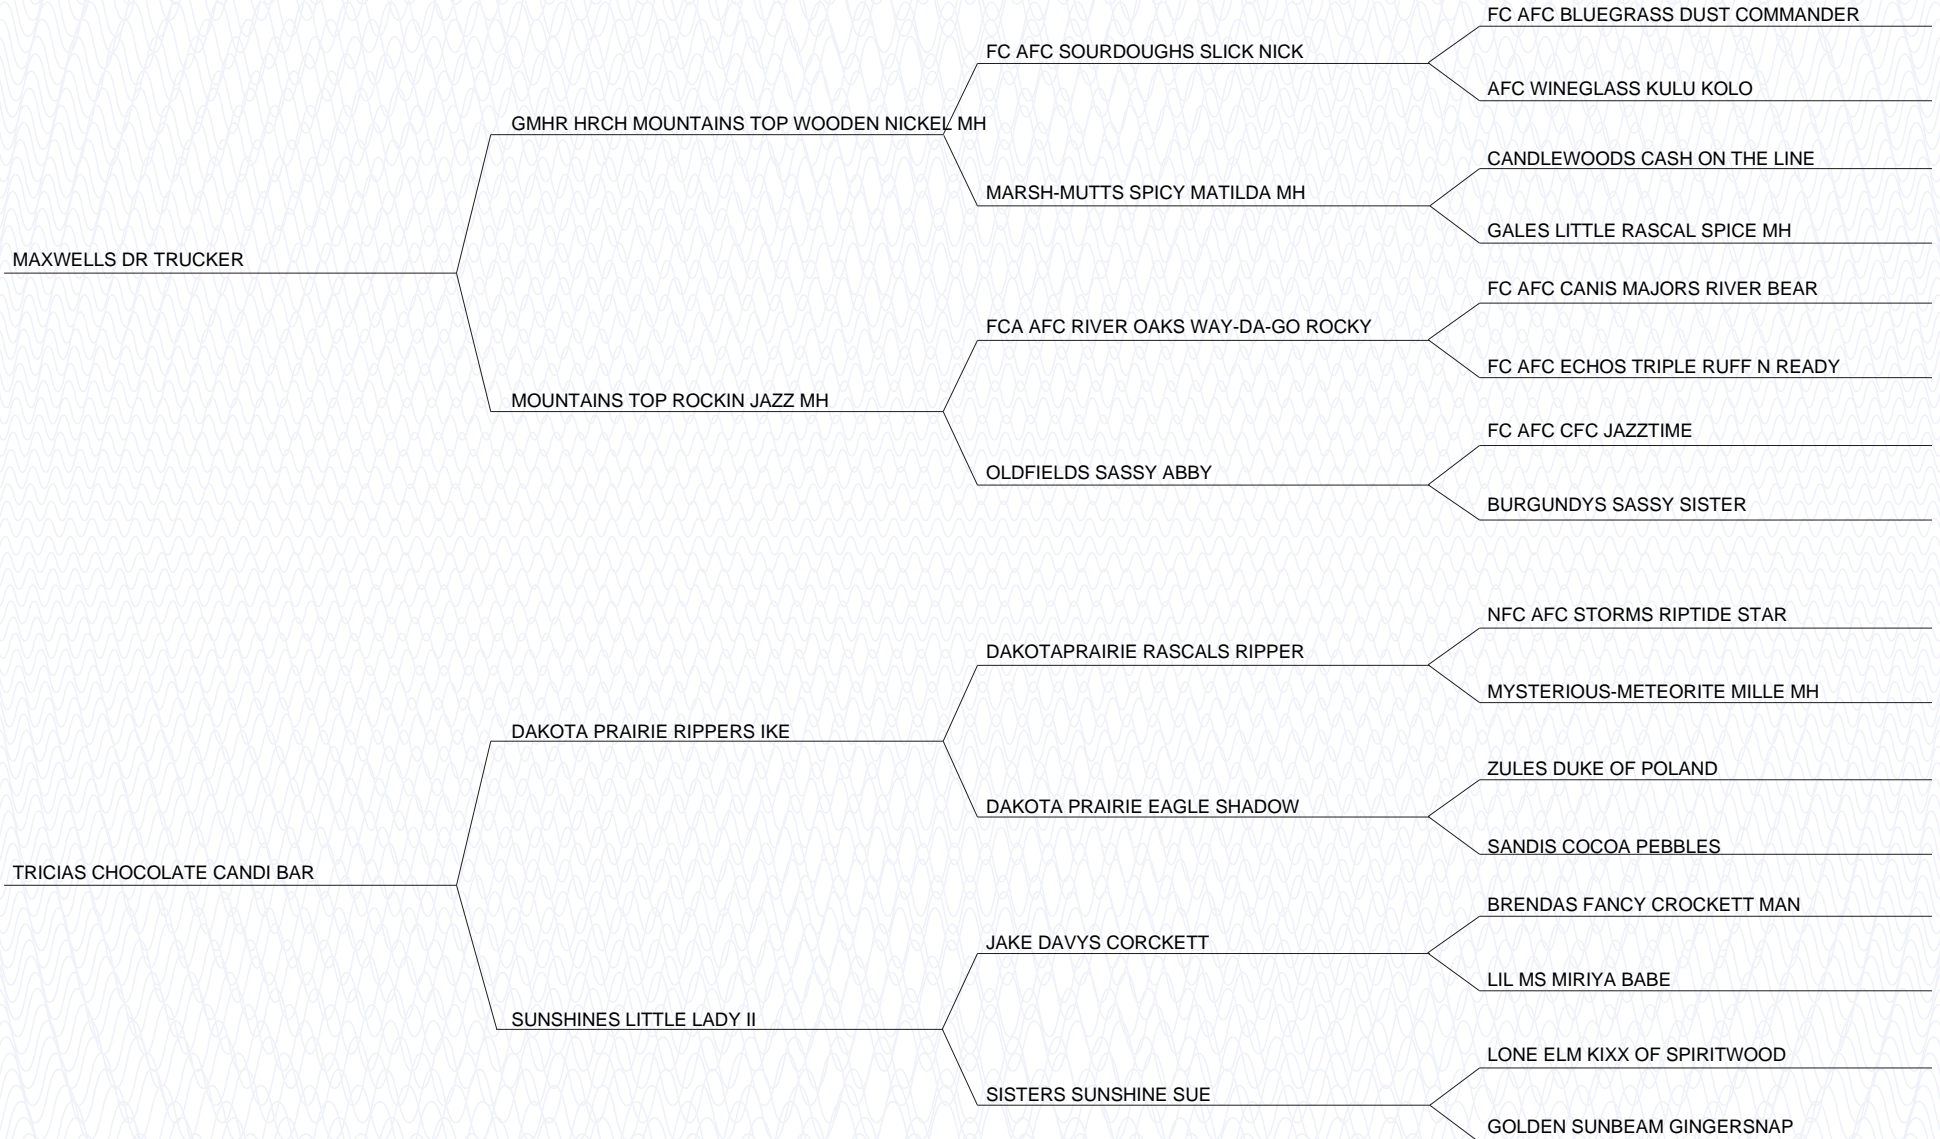 FC AFC BLUEGRASS DUST COMMANDER
FC AFC SOURDOUGHS SLICK NICK
AFC WINEGLASS KULU KOLO
GMHR HRCH MOUNTAINS TOP WOODEN NICKEL MH
CANDLEWOODS CASH ON THE LINE
MARSH-MUTTS SPICY MATILDA MH
GALES LITTLE RASCAL SPICE MH
MAXWELLS DR TRUCKER
FC AFC CANIS MAJORS RIVER BEAR
FCA AFC RIVER OAKS WAY-DA-GO ROCKY
FC AFC ECHOS TRIPLE RUFF N READY
MOUNTAINS TOP ROCKIN JAZZ MH
FC AFC CFC JAZZTIME
OLDFIELDS SASSY ABBY
BURGUNDYS SASSY SISTER
NFC AFC STORMS RIPTIDE STAR
DAKOTAPRAIRIE RASCALS RIPPER
MYSTERIOUS-METEORITE MILLE MH
DAKOTA PRAIRIE RIPPERS IKE
ZULES DUKE OF POLAND
DAKOTA PRAIRIE EAGLE SHADOW
SANDIS COCOA PEBBLES
TRICIAS CHOCOLATE CANDI BAR
BRENDAS FANCY CROCKETT MAN
JAKE DAVYS CORCKETT
LIL MS MIRIYA BABE
SUNSHINES LITTLE LADY II
LONE ELM KIXX OF SPIRITWOOD
SISTERS SUNSHINE SUE
GOLDEN SUNBEAM GINGERSNAP